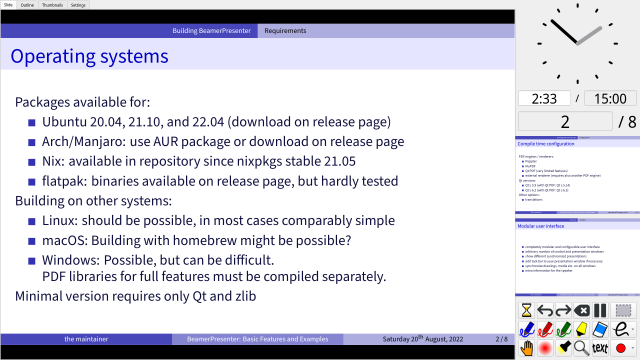 Slide Outline Thumbnails Settings
Building BeamerPresenter Requirements
Operating systems
Packages available for:
Ubuntu 20.04, 21.10, and 22.04 (download on release page)
Arch/Manjaro: use AUR package or download on release page
Nix: available in repository since nixpkgs stable 21.05
flatpak: binaries available on release page, but hardly tested
Building on other systems:
Linux: should be possible, in most cases comparably simple
macOS: Building with homebrew might be possible?
Windows: Possible, but can be difficult.
PDF libraries for full features must be compiled separately.
Minimal version requires only Qt and zlib
the maintainer BeamerPresenter: Basic Features and Examples Saturday 20th August, 2022 2 / 8
2:33 / 15:00
2 / 8
Compile time configuration
Modular user interface
text